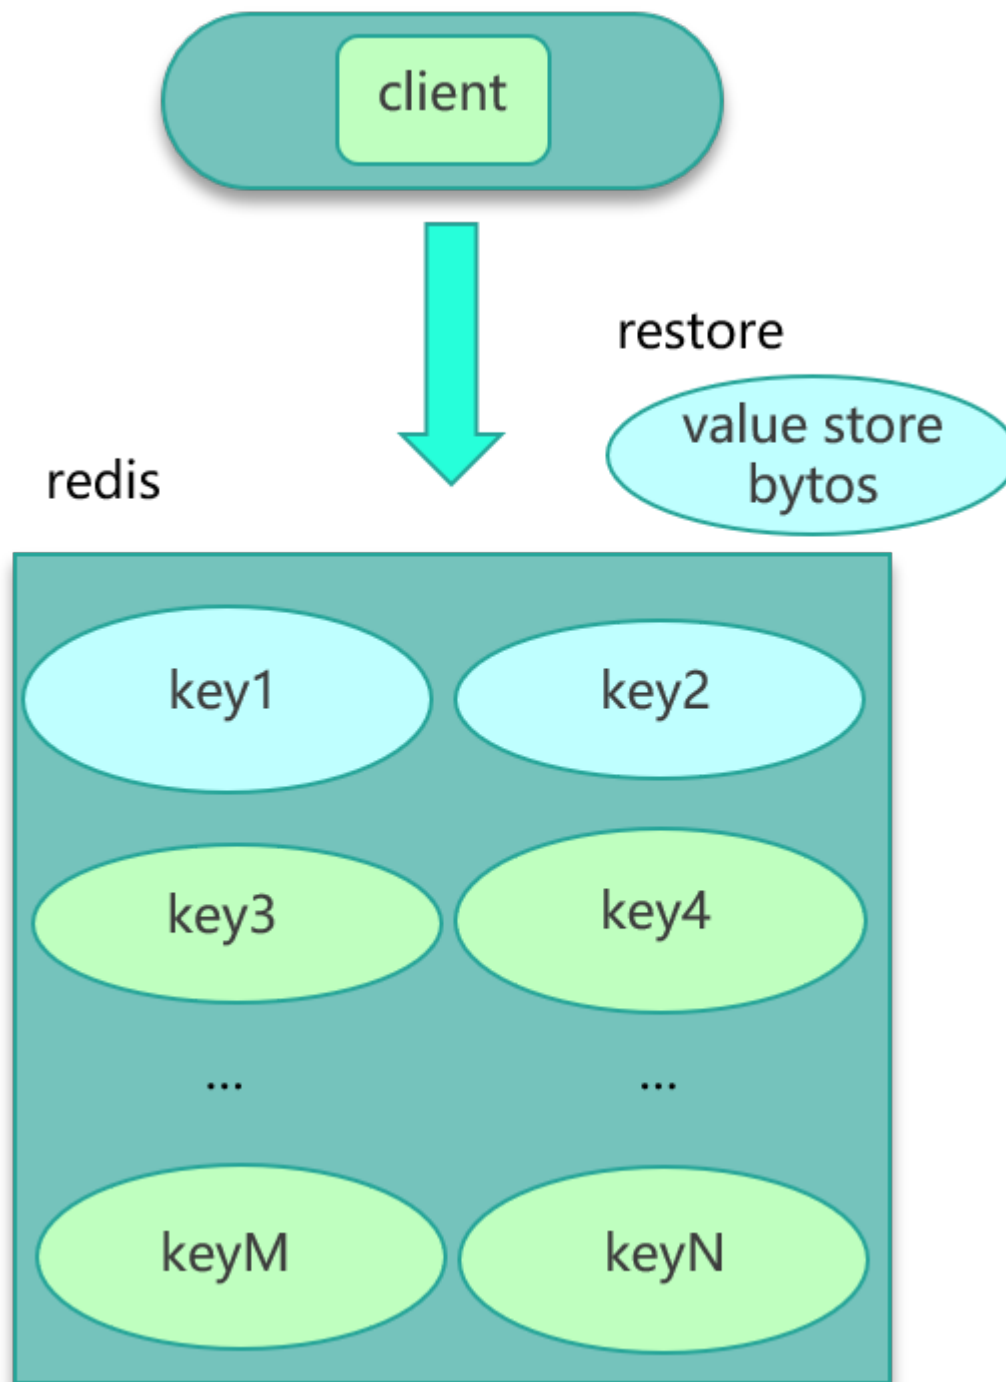 client
restore
value store
bytos
redis
key1
key2
key3
key4
...
...
keyM
keyN